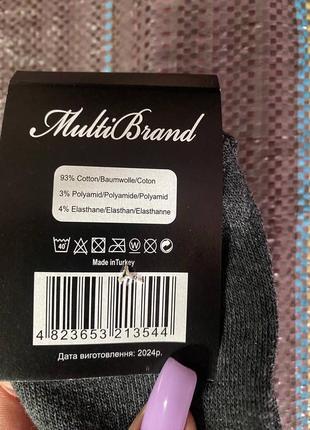 MultiBrand
93% Cotton/Baumwolle/Coton
3% Polyamid/Polyamide/Polyamid
4% Elasthane/Elasthan/Elasthanne
40
W
Made inTurkey
4 823653 213544
Дата виготовлення: 2024р.